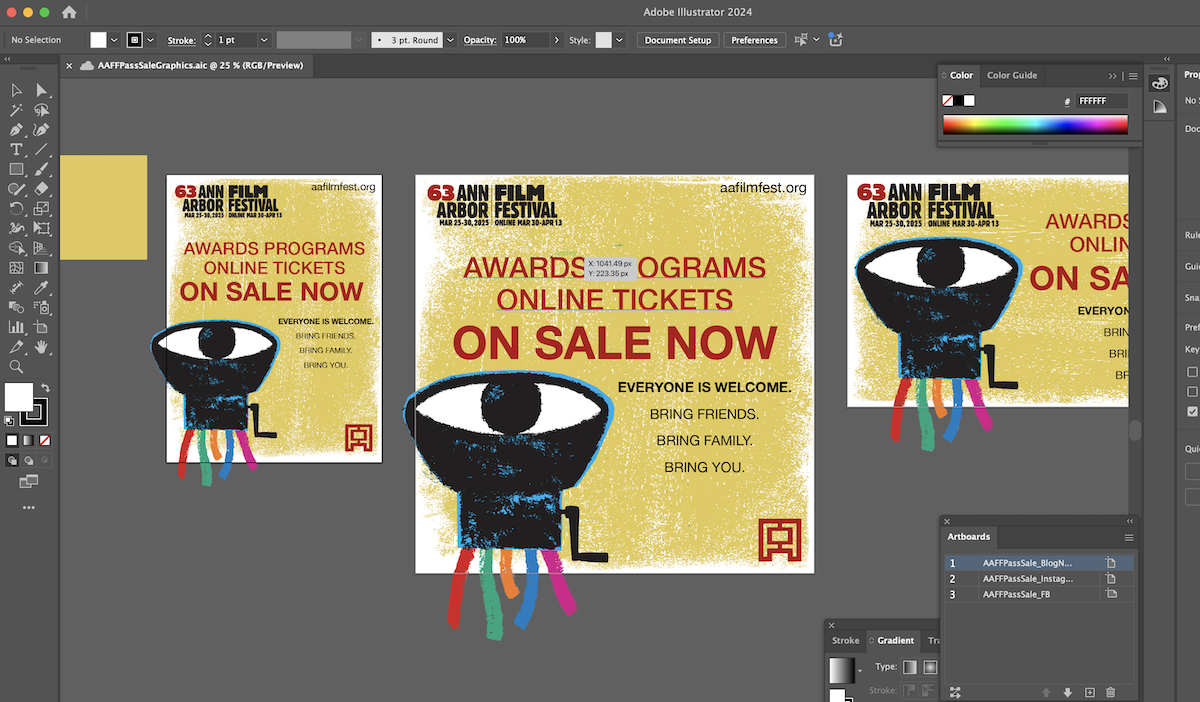 Adobe Illustrator 2024
No Selection
Stroke:
1 pt
3 pt. Round
Opacity:
100%
Style:
Document Setup
Preferences
AAFFPassSaleGraphics.aic @ 25 % (RGB/Preview)
Color
Color Guide
#
FFFFFF
63 ANN FILM
ARBOR FESTIVAL
MAR 25-30, 2025 ONLINE MAR 30-APR 13
aafilmfest.org
AWARDS PROGRAMS
ONLINE TICKETS
ON SALE NOW
EVERYONE IS WELCOME.
BRING FRIENDS.
BRING FAMILY.
BRING YOU.
63 ANN FILM
ARBOR FESTIVAL
MAR 25-30, 2025 ONLINE MAR 30-APR 13
aafilmfest.org
AWARDS OGRAMS
X: 1041.49 px
Y: 223.35 px
ONLINE TICKETS
ON SALE NOW
EVERYONE IS WELCOME.
BRING FRIENDS.
BRING FAMILY.
BRING YOU.
63 ANN FILM
ARBOR FESTIVAL
MAR 25-30, 2025 ONLINE MAR 30-APR 13
AWARDS
ONLIN
ON SA
EVERYON
BRIN
BRI
BF
Prop
No S
Doc
Rule
Guid
Sna
Pref
Key
Quic
Artboards
1 AAFFPassSale_BlogN...
2 AAFFPassSale_Instag...
3 AAFFPassSale_FB
Stroke
Gradient
Tra
Type:
Stroke: